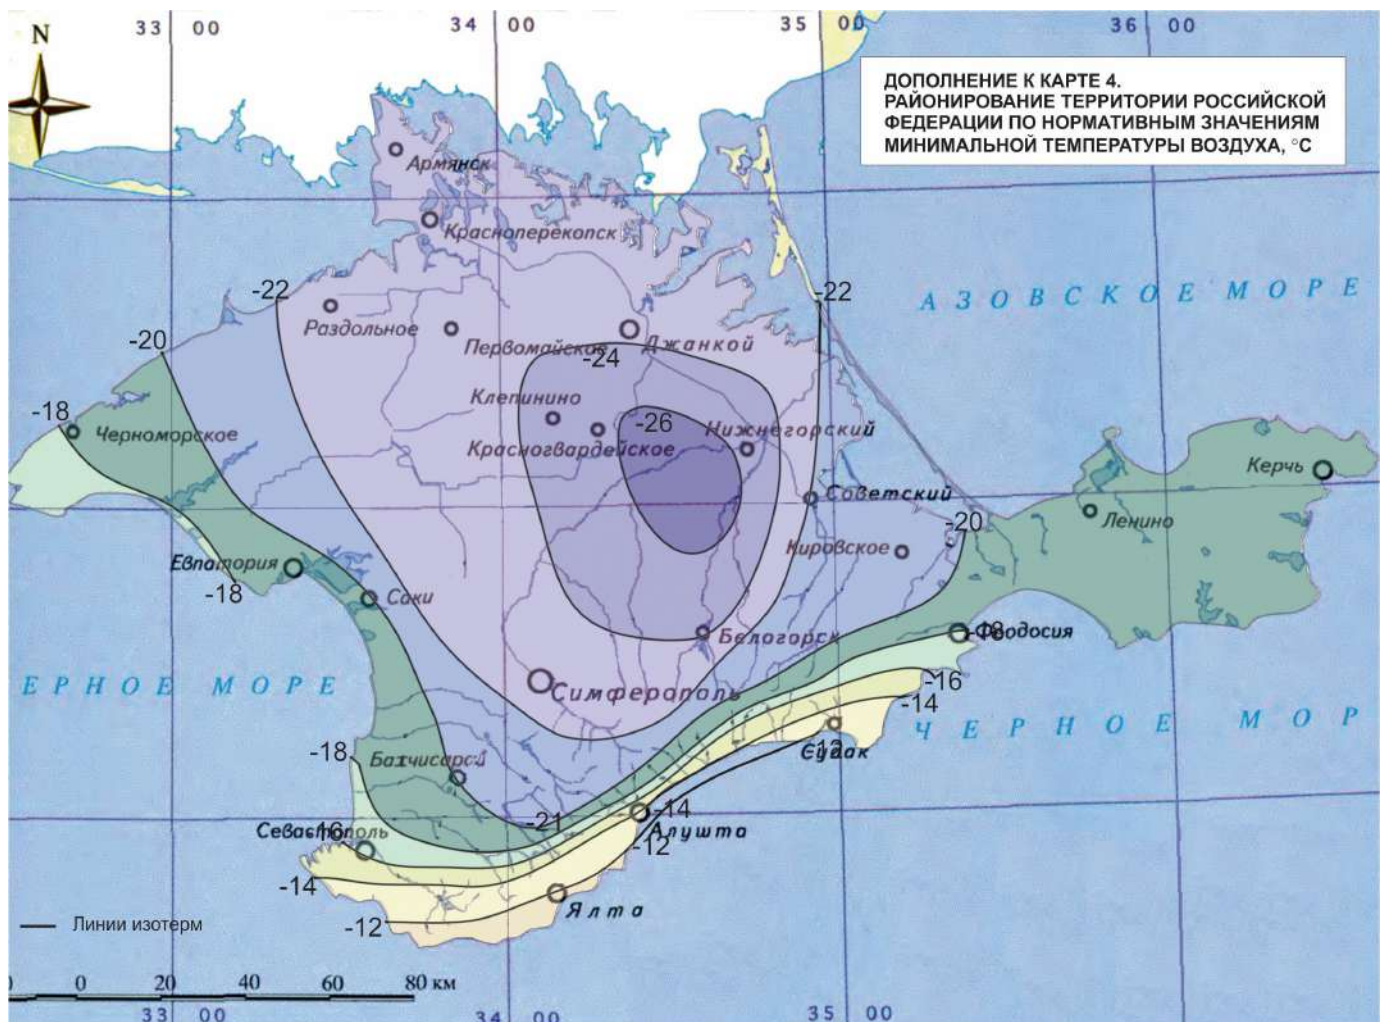 33 00
34 00
35 00
36 00
N
ДОПОЛНЕНИЕ К КАРТЕ 4.
РАЙОНИРОВАНИЕ ТЕРРИТОРИИ РОССИЙСКОЙ
ФЕДЕРАЦИИ ПО НОРМАТИВНЫМ ЗНАЧЕНИЯМ
МИНИМАЛЬНОЙ ТЕМПЕРАТУРЫ ВОЗДУХА, °С
Армянск
Красноперекопск
-22
-22
АЗОВСКОЕ МОРЕ
Раздольное
Первомайское
Джанкой
-20
-24
Клепинино
-18
-26
Черноморское
Нижнегорский
Красногвардейское
Керчь
Советский
-20
Ленино
Кировское
Евпатория
-18
Саки
Белогорск
-18
Феодосия
ЕРНОЕ МОРЕ
-16
Симферополь
-14
ЧЕРНОЕ МОР
-18
Бахчисарай
-12
Судак
-14
-21
Севастополь
-16
Алушта
-12
-14
Ялта
-12
Линии изотерм
0 20 40 80 км
33 00
34 00
35 00